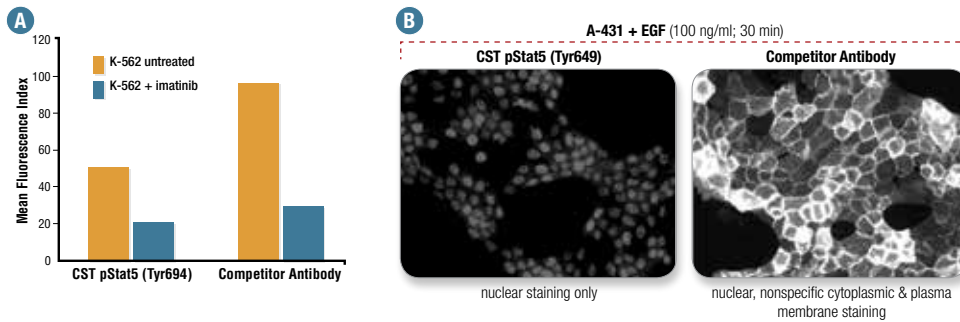 A
Mean Fluorescence Index
120
100
80
60
40
20
0
K-562 untreated
K-562 + imatinib
CST pStat5 (Tyr694)
Competitor Antibody
B
A-431 + EGF (100 ng/ml; 30 min)
CST pStat5 (Tyr649)
Competitor Antibody
nuclear staining only
nuclear, nonspecific cytoplasmic & plasma
membrane staining